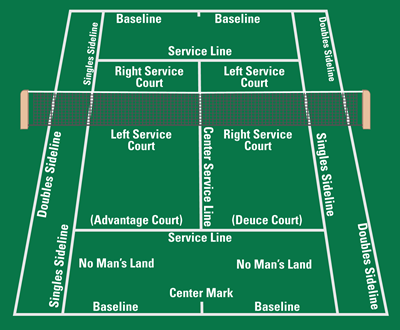 Baseline Baseline
Doubles Sideline
Singles Sideline
Service Line
Right Service
Court
Left Service
Court
Left Service
Court
Center Service Line
Right Service
Court
Doubles Sideline
Singles Sideline
(Advantage Court)
(Deuce Court)
Service Line
Singles Sideline
Doubles Sideline
No Man's Land
No Man's Land
Center Mark
Baseline
Baseline